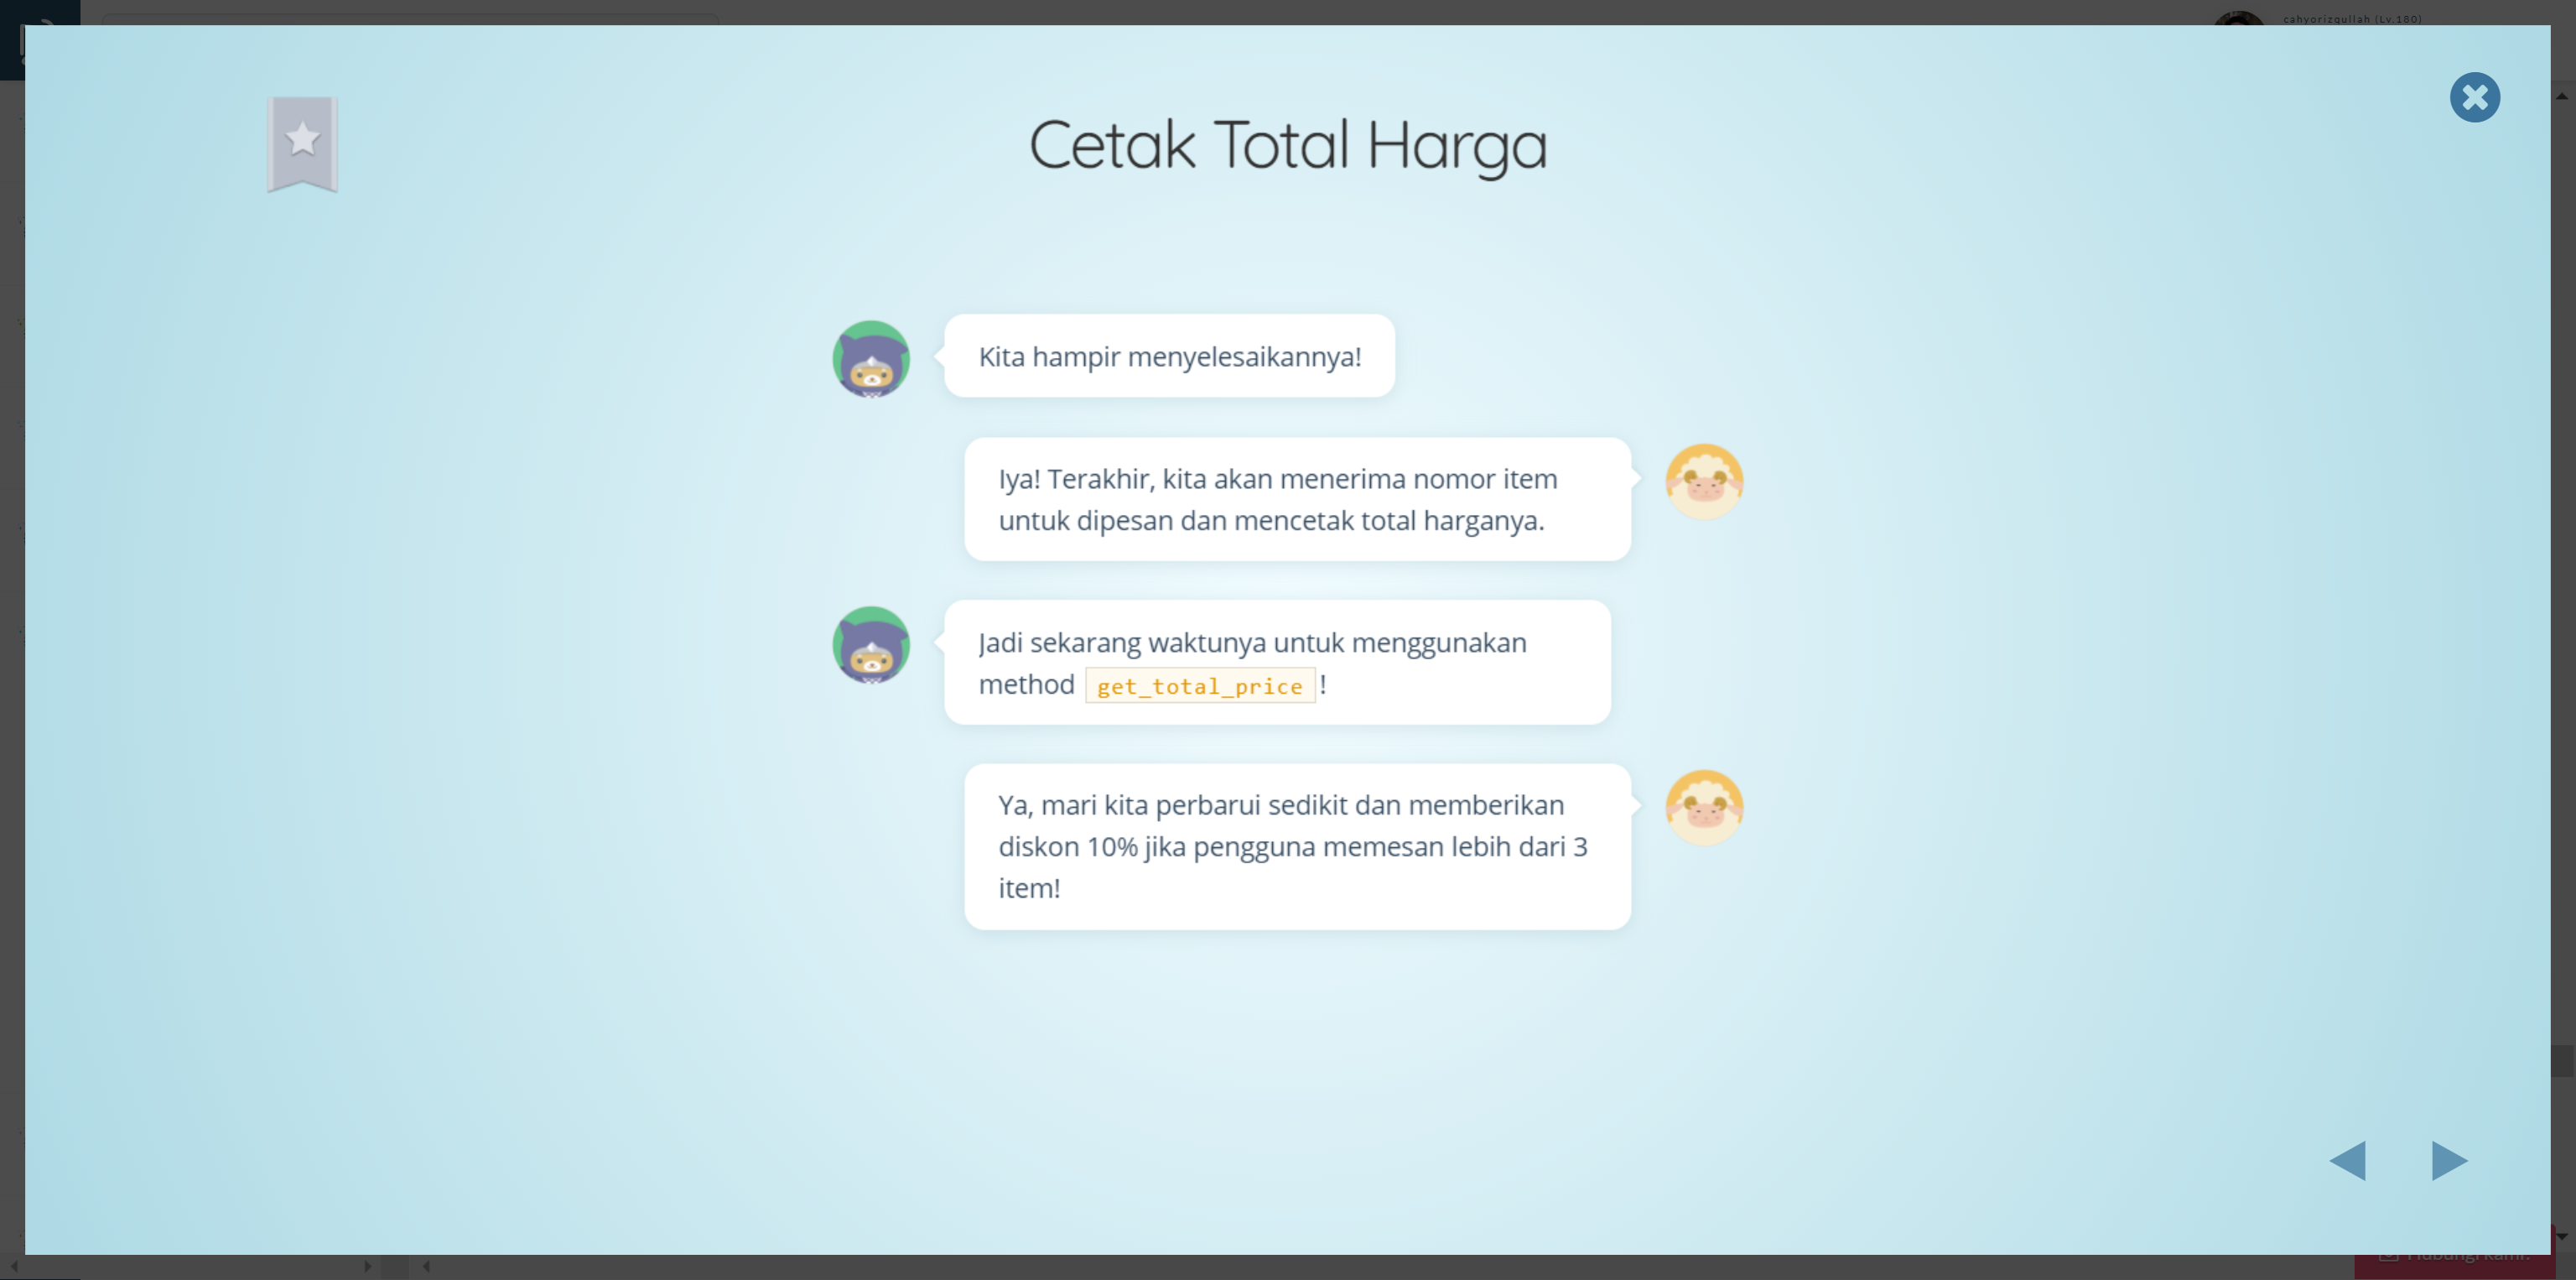 cahyorizqullah (Lv.180)
Cetak Total Harga
Kita hampir menyelesaikannya!
Iya! Terakhir, kita akan menerima nomor item
untuk dipesan dan mencetak total harganya.
Jadi sekarang waktunya untuk menggunakan
method get_total_price !
Ya, mari kita perbarui sedikit dan memberikan
diskon 10% jika pengguna memesan lebih dari 3
item!